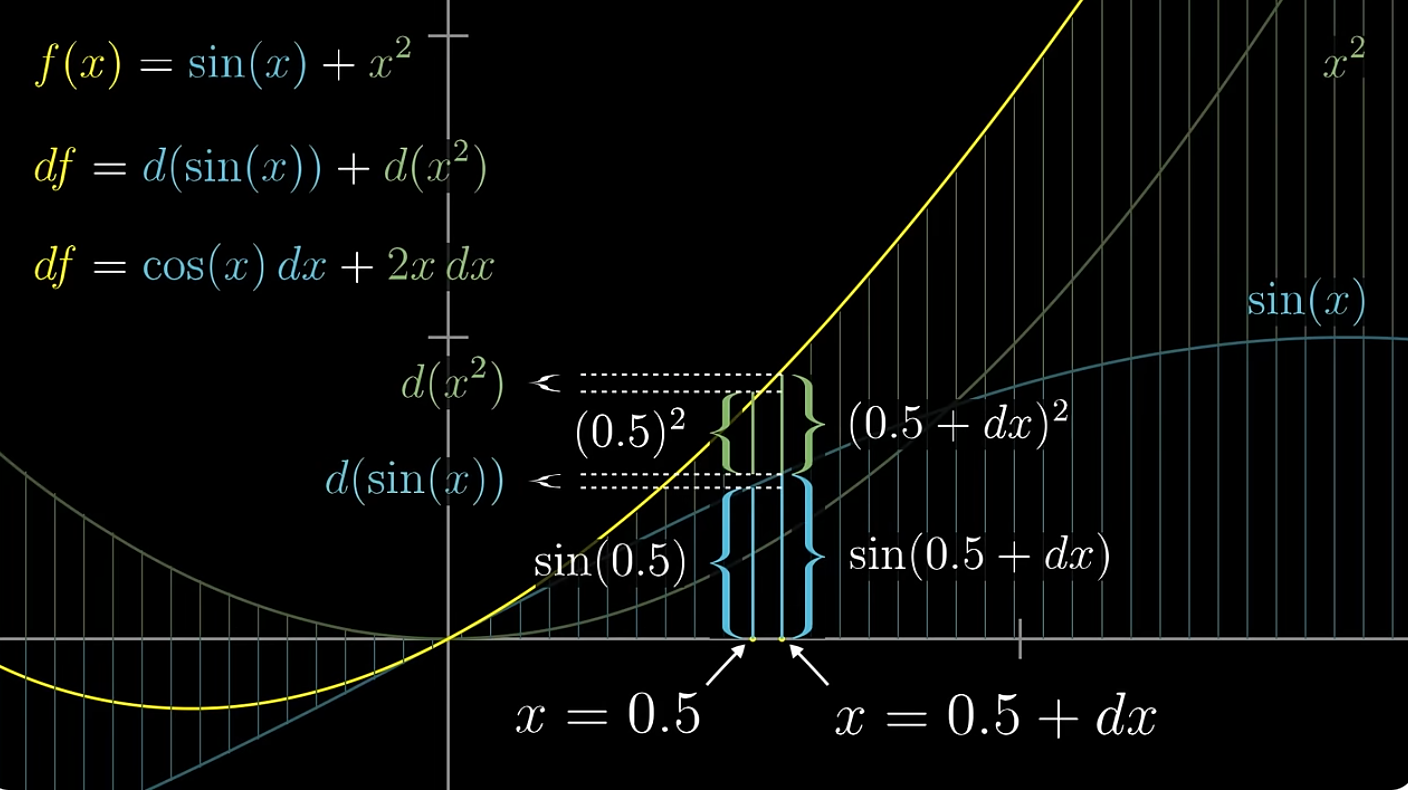 f(x) = sin(x) + x²
x²
df = d(sin(x)) + d(x²)
df = cos(x) dx + 2x dx
sin(x)
d(x²)
(0.5)²
(0.5 + dx)²
d(sin(x))
sin(0.5)
sin(0.5 + dx)
x = 0.5
x = 0.5 + dx